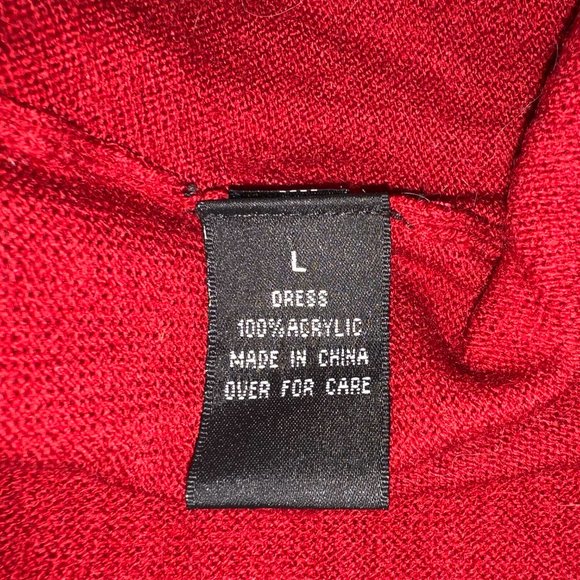 L
DRESS
100%ACRYLIC
MADE IN CHINA
OVER FOR CARE